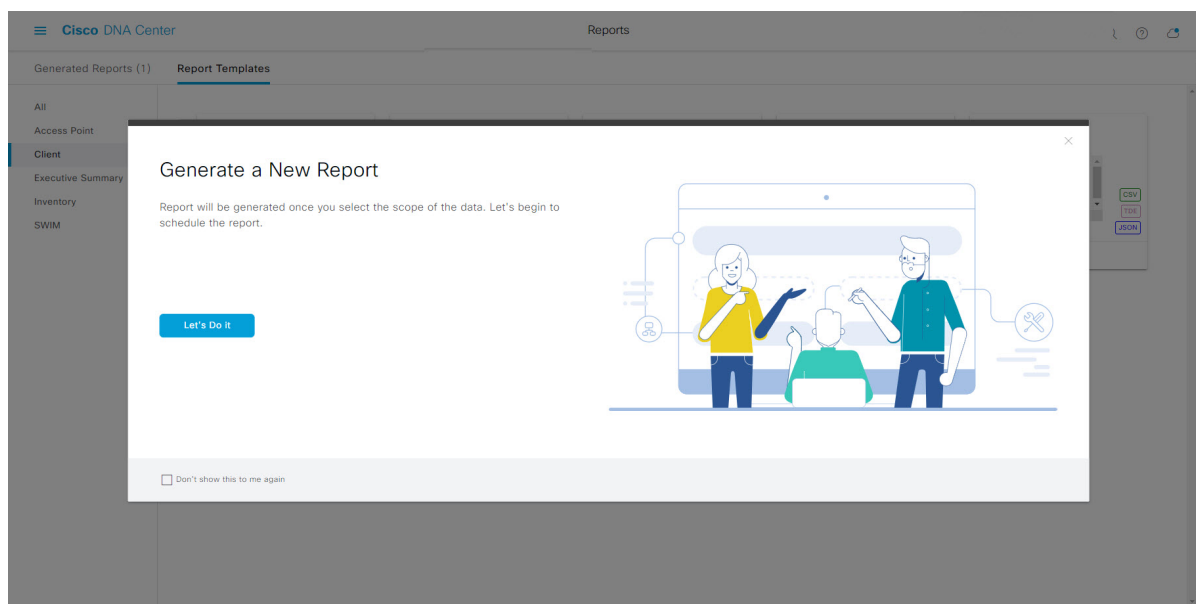 Cisco DNA Center
Reports
Generated Reports (1)
Report Templates
All
Access Point
Client
Executive Summary
Inventory
SWIM
Generate a New Report
Report will be generated once you select the scope of the data. Let's begin to
schedule the report.
Let's Do it
Don't show this to me again
CSV
TDE
JSON